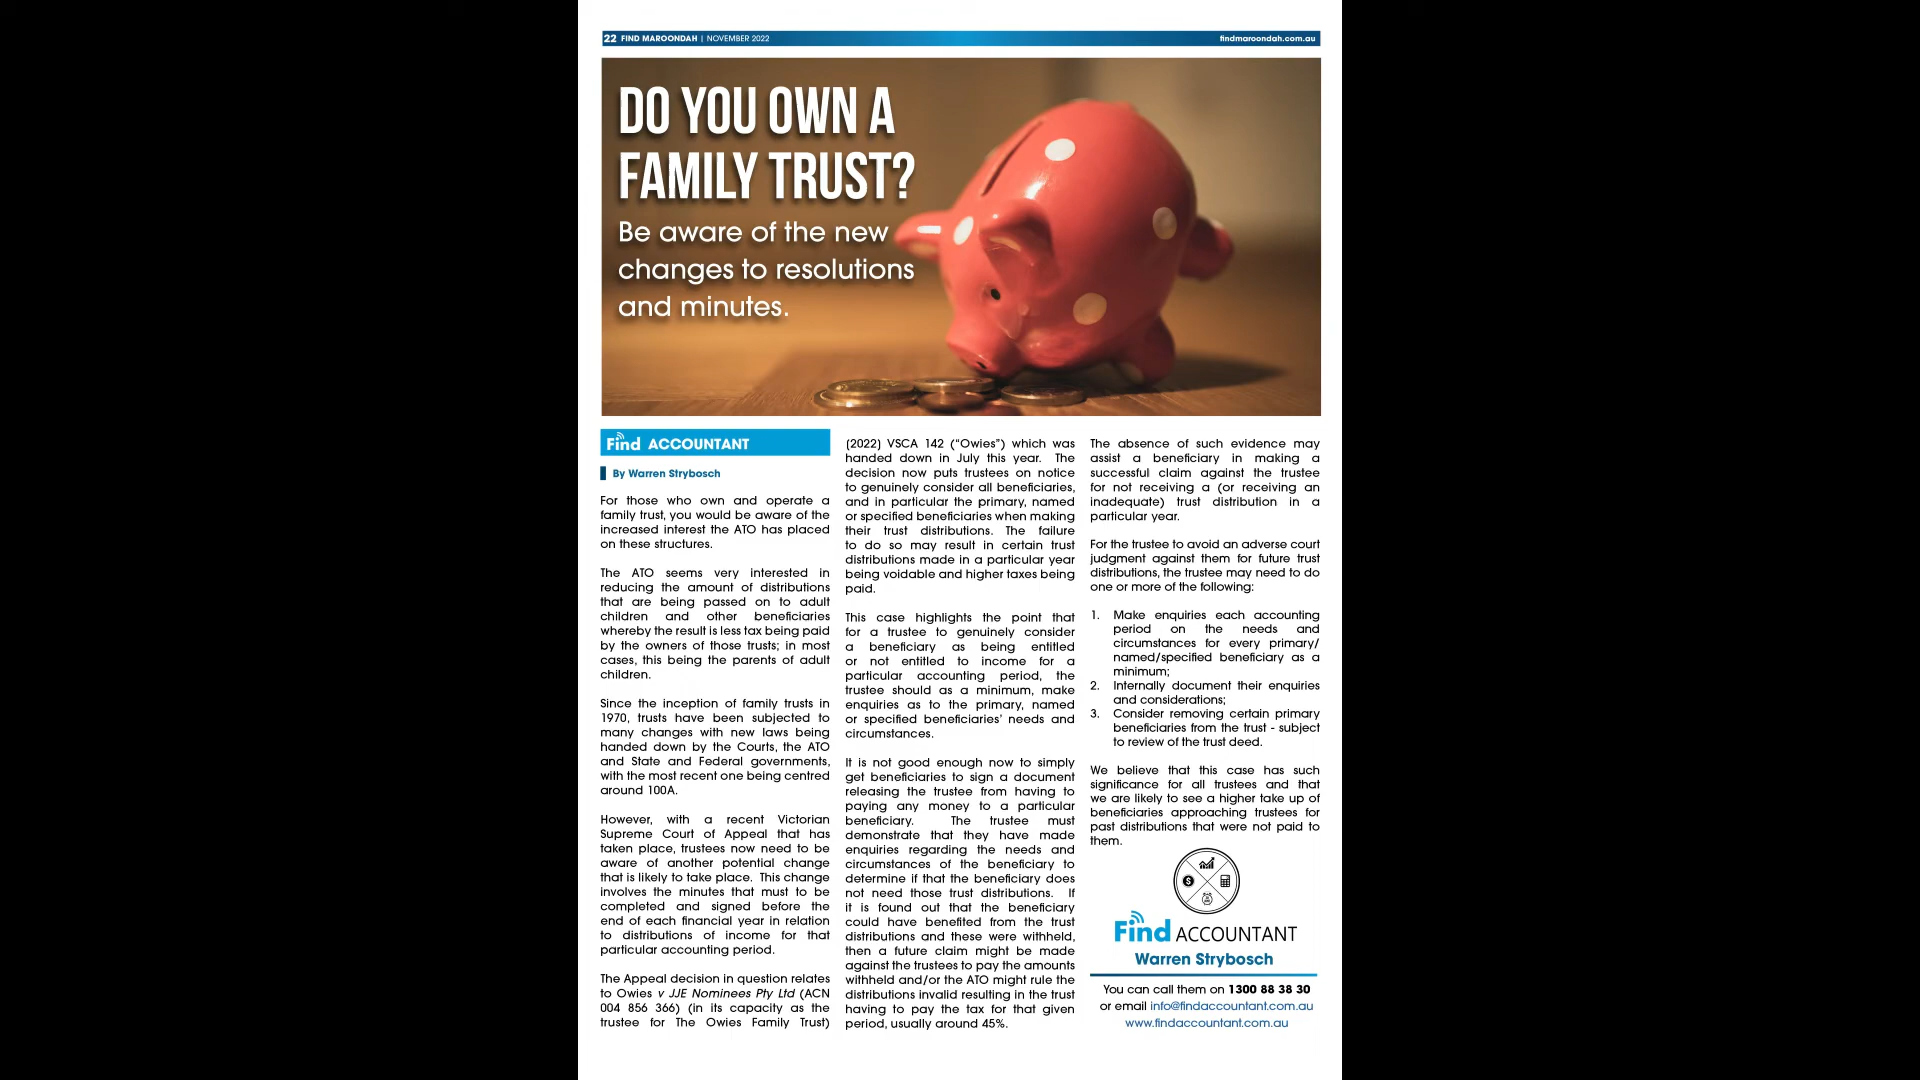 22 FIND MAROONDAH | NOVEMBER 2022
findmaroondah.com.au
DO YOU OWN A
FAMILY TRUST?
Be aware of the new
changes to resolutions
and minutes.
Find ACCOUNTANT
By Warren Strybosch
For those who own and operate a
family trust, you would be aware of the
increased interest the ATO has placed
on these structures.
The ATO seems very interested in
reducing the amount of distributions
that are being passed on to adult
children and other beneficiaries
whereby the result is less tax being paid
by the owners of those trusts; in most
cases, this being the parents of adult
children.
Since the inception of family trusts in
1970, trusts have been subjected to
many changes with new laws being
handed down by the Courts, the ATO
and State and Federal governments,
with the most recent one being centred
around 100A.
However, with a recent Victorian
Supreme Court of Appeal that has
taken place, trustees now need to be
aware of another potential change
that is likely to take place. This change
involves the minutes that must to be
completed and signed before the
end of each financial year in relation
to distributions of income for that
particular accounting period.
The Appeal decision in question relates
to Owies v JJE Nominees Pty Ltd (ACN
004 856 366) (in its capacity as the
trustee for The Owies Family Trust)
(2022) VSCA 142 (“Owies”) which was
handed down in July this year. The
decision now puts trustees on notice
to genuinely consider all beneficiaries,
and in particular the primary, named
or specified beneficiaries when making
their trust distributions. The failure
to do so may result in certain trust
distributions made in a particular year
being voidable and higher taxes being
paid.
This case highlights the point that
for a trustee to genuinely consider
a beneficiary as being entitled
or not entitled to income for a
particular accounting period, the
trustee should as a minimum, make
enquiries as to the primary, named
or specified beneficiaries’ needs and
circumstances.
It is not good enough now to simply
get beneficiaries to sign a document
releasing the trustee from having to
paying any money to a particular
beneficiary. The trustee must
demonstrate that they have made
enquiries regarding the needs and
circumstances of the beneficiary to
determine if that the beneficiary does
not need those trust distributions. If
it is found out that the beneficiary
could have benefited from the trust
distributions and these were withheld,
then a future claim might be made
against the trustees to pay the amounts
withheld and/or the ATO might rule the
distributions invalid resulting in the trust
having to pay the tax for that given
period, usually around 45%.
The absence of such evidence may
assist a beneficiary in making a
successful claim against the trustee
for not receiving a (or receiving an
inadequate) trust distribution in a
particular year.
For the trustee to avoid an adverse court
judgment against them for future trust
distributions, the trustee may need to do
one or more of the following:
1. Make enquiries each accounting
period on the needs and
circumstances for every primary/
named/specified beneficiary as a
minimum;
2. Internally document their enquiries
and considerations;
3. Consider removing certain primary
beneficiaries from the trust - subject
to review of the trust deed.
We believe that this case has such
significance for all trustees and that
we are likely to see a higher take up of
beneficiaries approaching trustees for
past distributions that were not paid to
them.
Find ACCOUNTANT
Warren Strybosch
You can call them on 1300 88 38 30
or email info@findaccountant.com.au
www.findaccountant.com.au